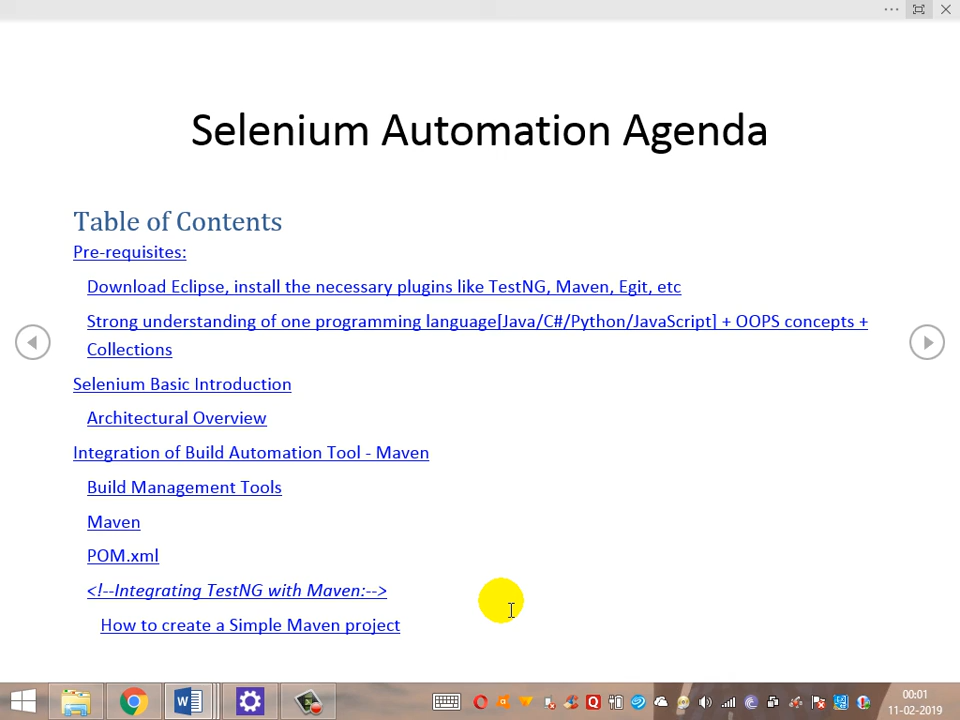 Selenium Automation Agenda
Table of Contents
Pre-requisites:
Download Eclipse, install the necessary plugins like TestNG, Maven, Egit, etc
Strong understanding of one programming language[Java/C#/Python/JavaScript] + OOPS concepts +
Collections
Selenium Basic Introduction
Architectural Overview
Integration of Build Automation Tool - Maven
Build Management Tools
Maven
POM.xml
<!--Integrating TestNG with Maven:-->
How to create a Simple Maven project
00:01
11-02-2019